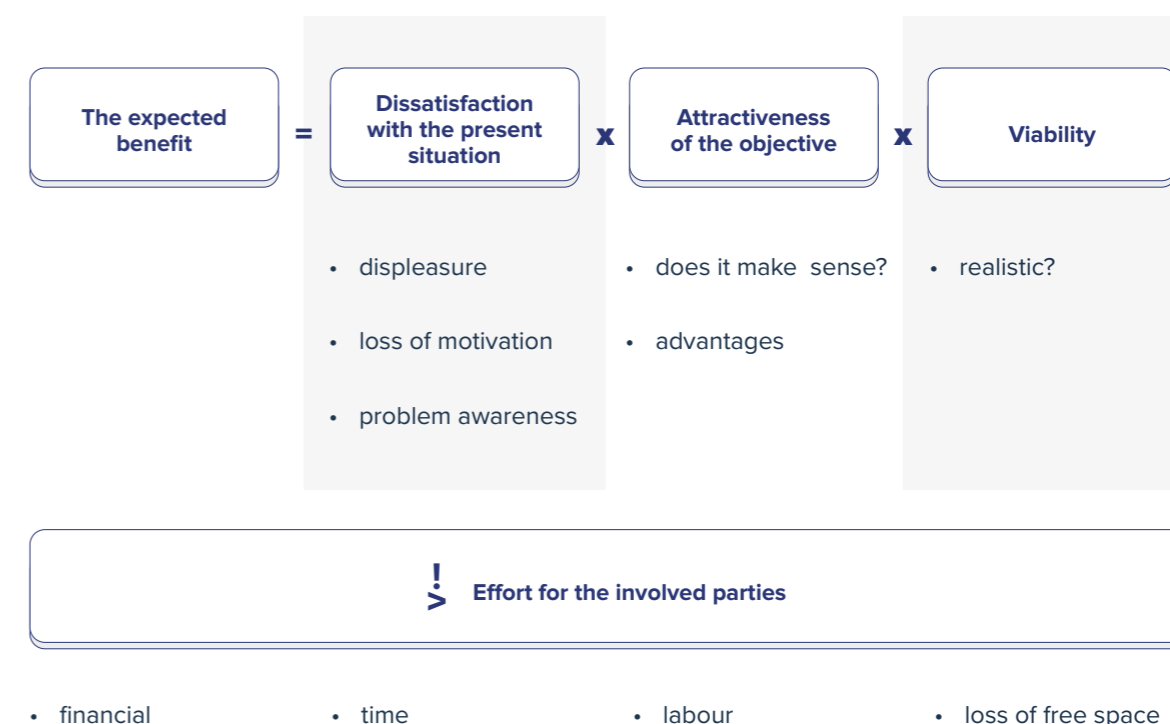 The expected
benefit
=
Dissatisfaction
with the present
situation
x
Attractiveness
of the objective
x
Viability
• displeasure
• loss of motivation
• problem awareness
• does it make sense?
• advantages
• realistic?
!
>
Effort for the involved parties
• financial
• time
• labour
• loss of free space